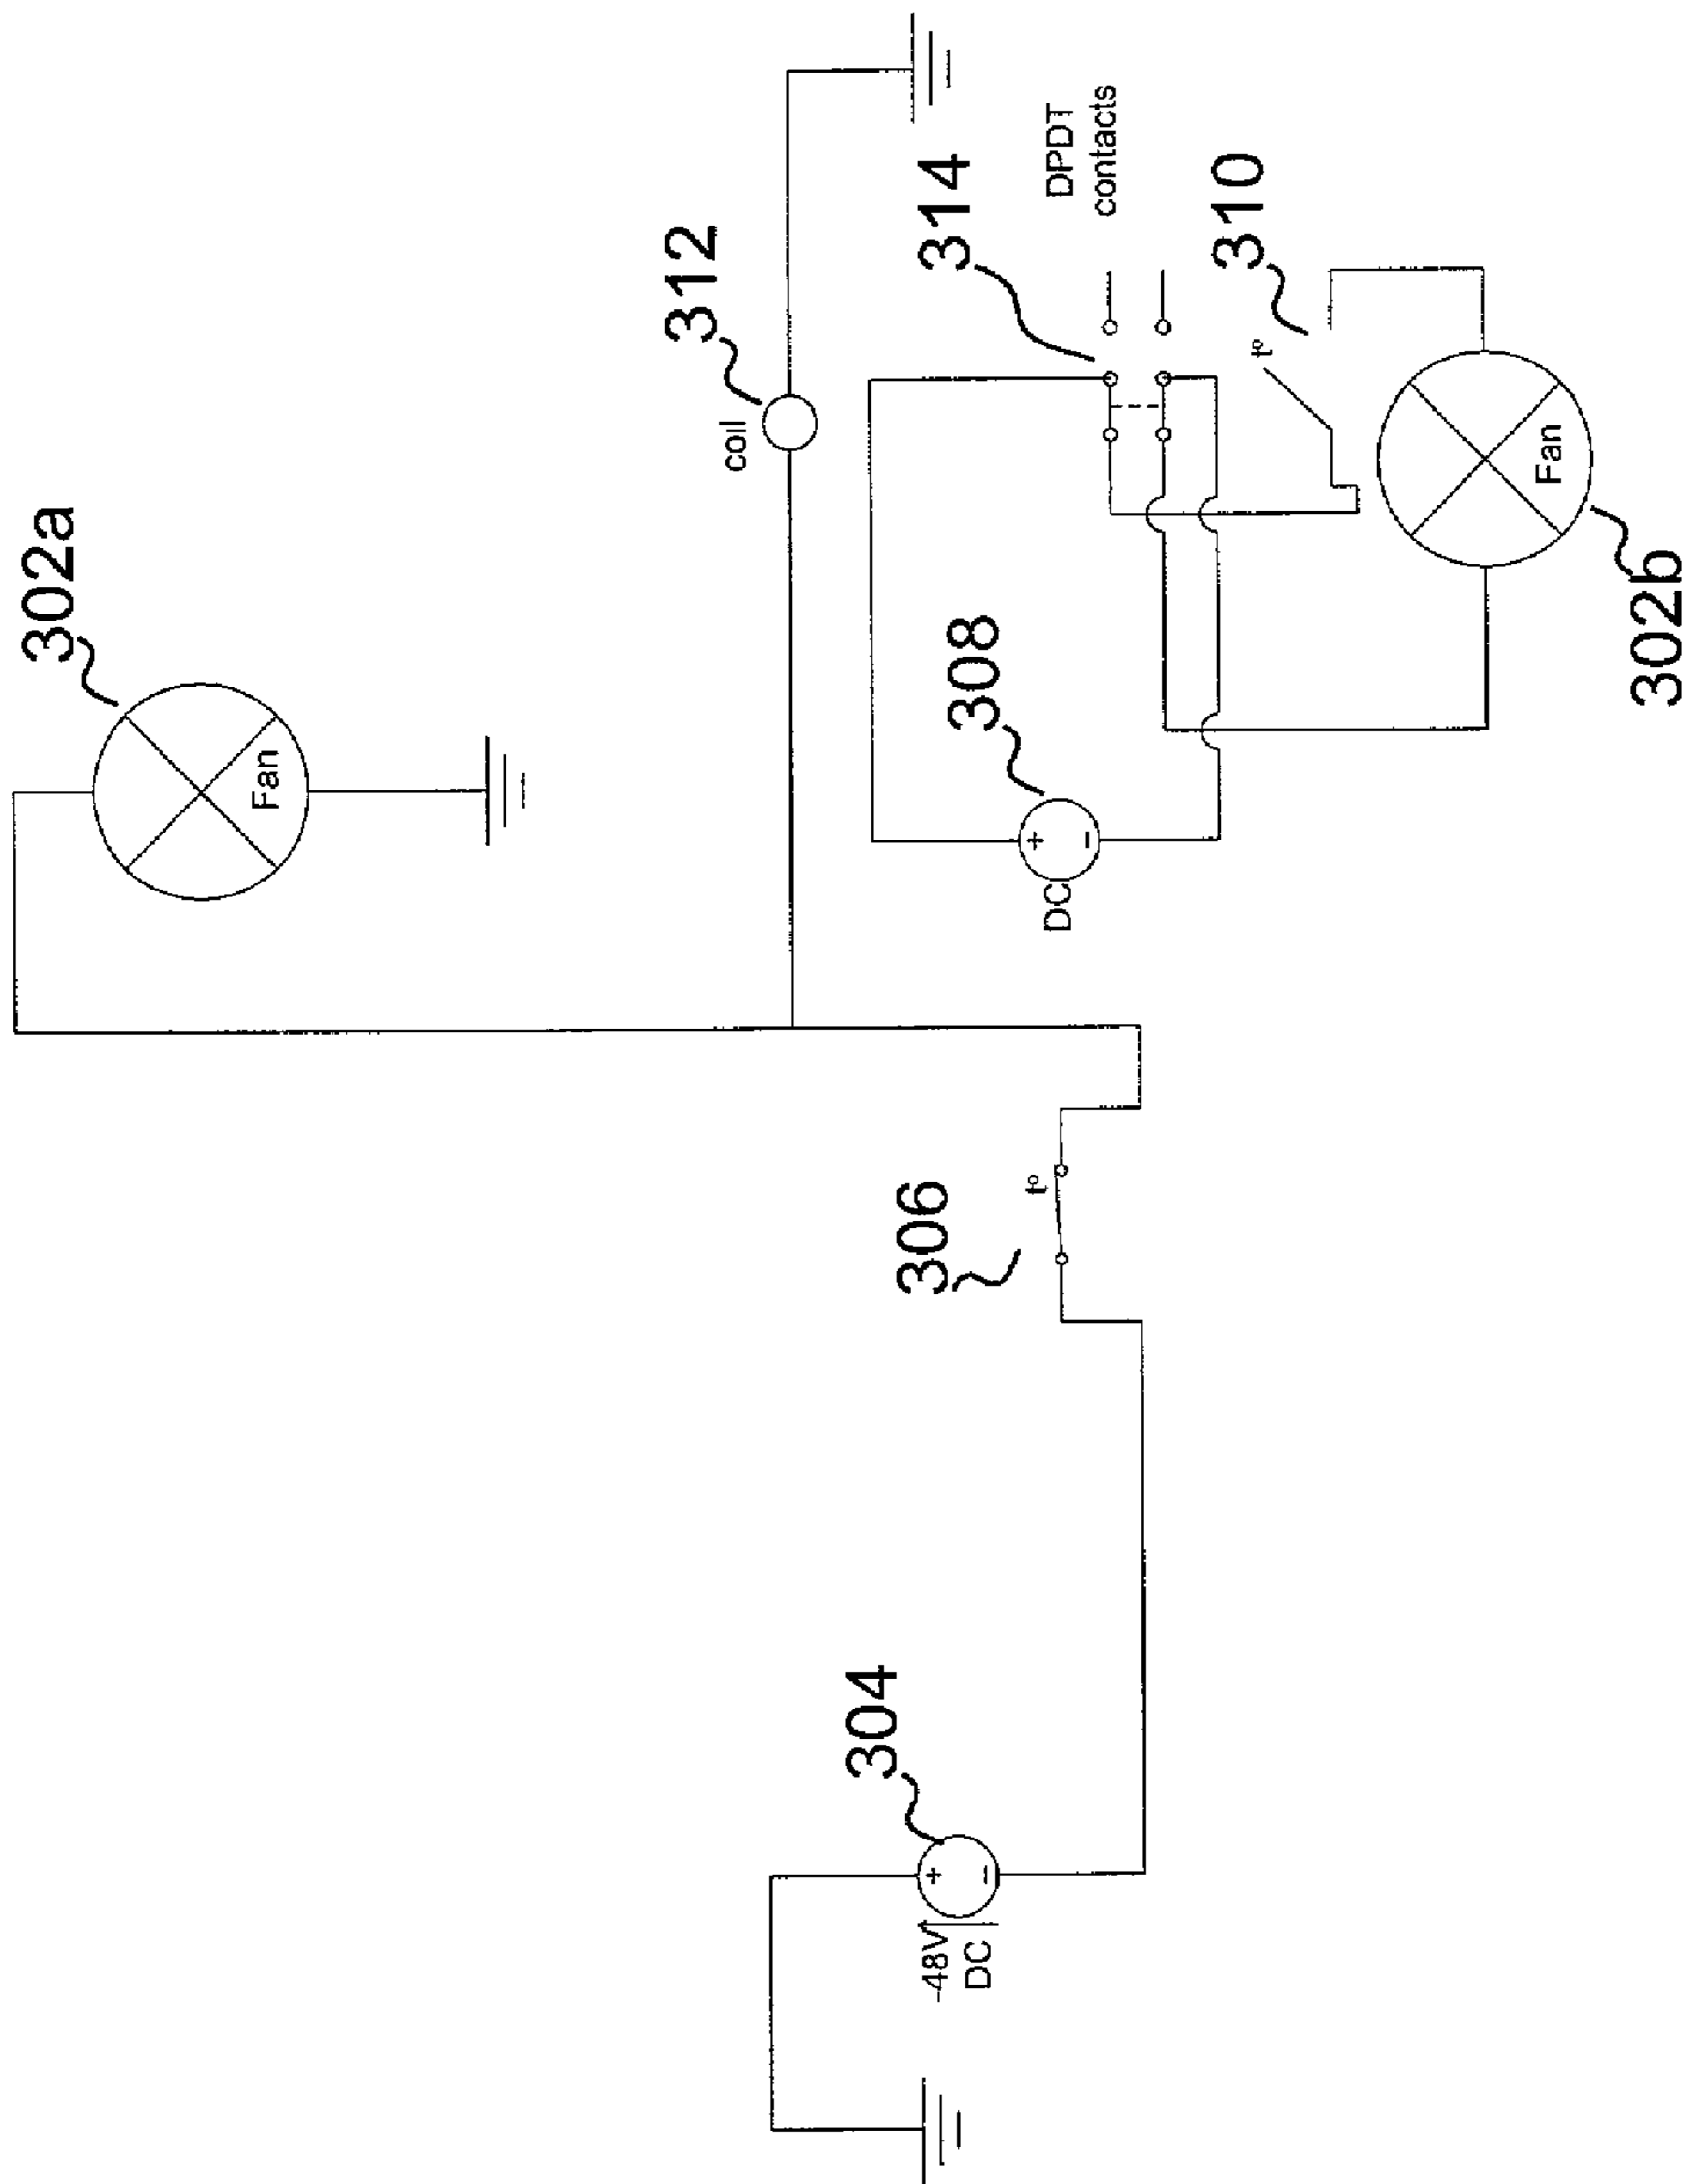 302a
Fan
312
coil
314
DPDT
contacts
310
t°
308
+
-
DC
Fan
302b
306
t°
304
+
-
-48V
DC